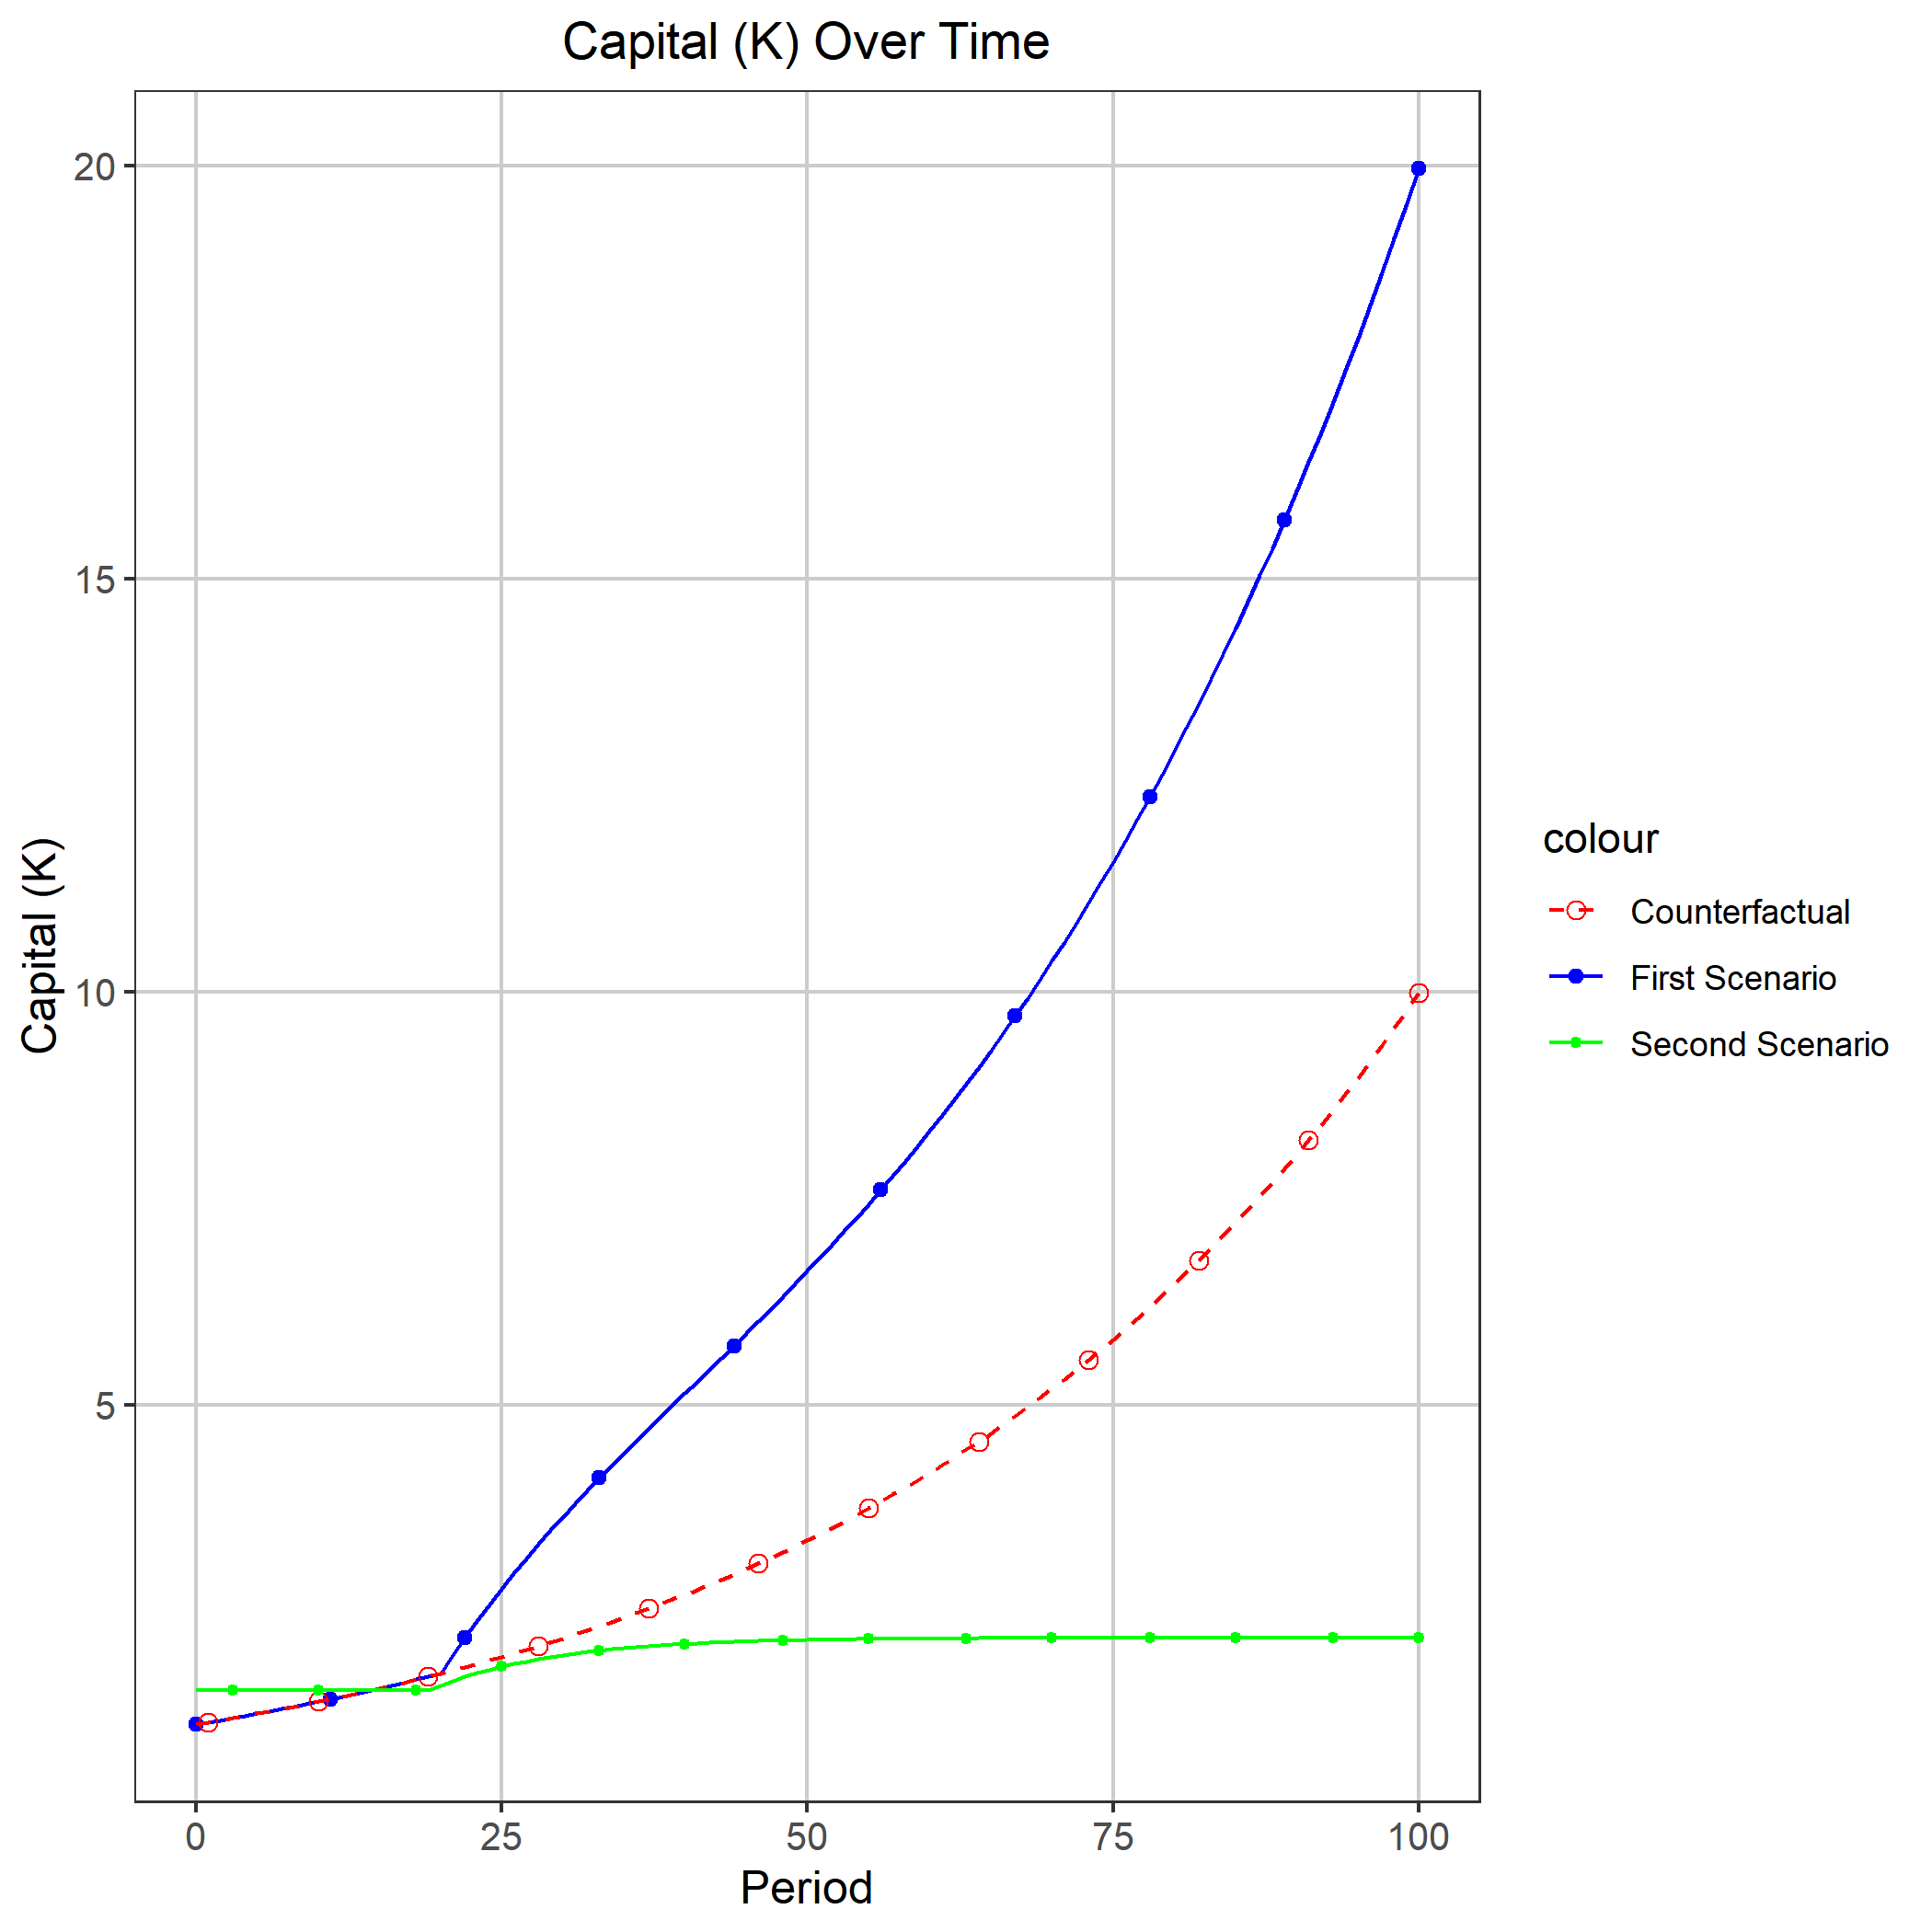 Capital (K) Over Time
Capital (K)
20
15
10
5
0 25 50 75 100
Period
colour
Counterfactual
First Scenario
Second Scenario